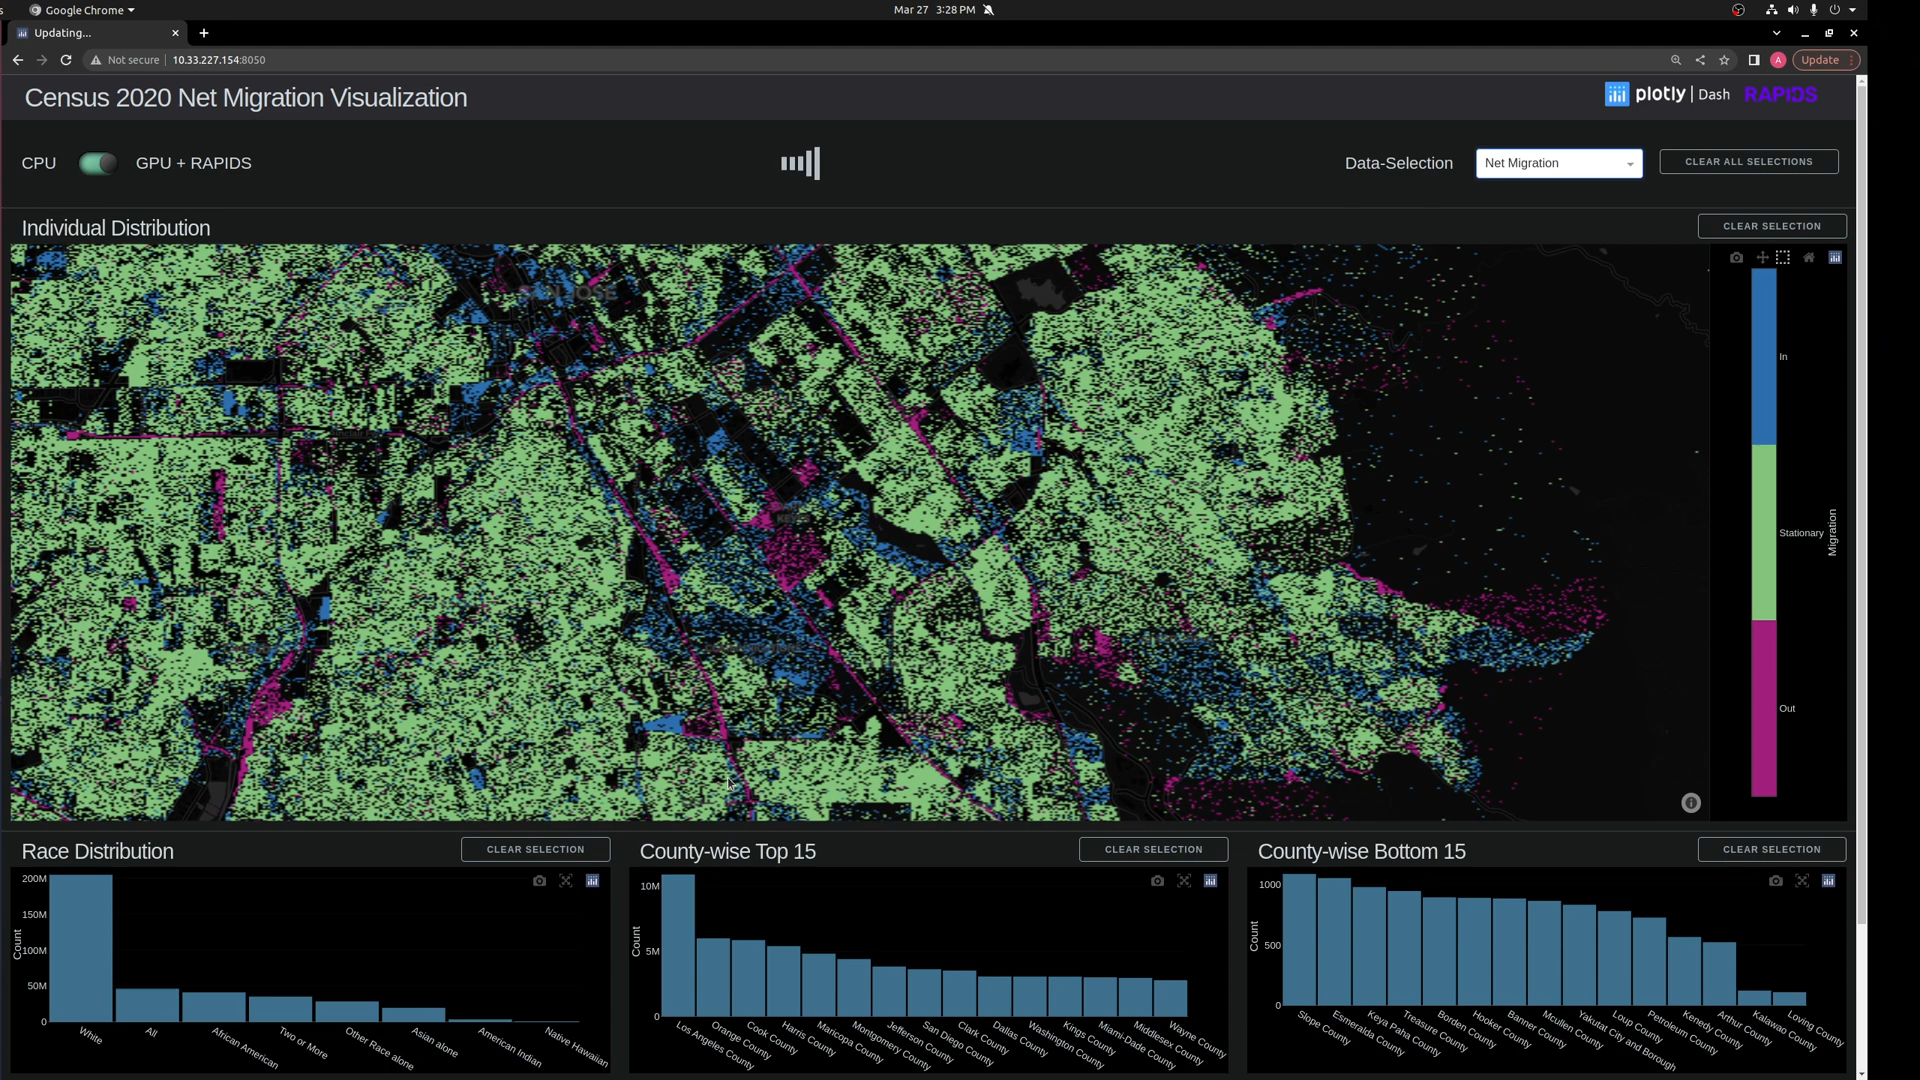 Google Chrome
Mar 27 3:28 PM
Updating...
Not secure
10.33.227.154:8050
A
Update
Census 2020 Net Migration Visualization
plotly | Dash RAPIDS
CPU
GPU + RAPIDS
Data-Selection
Net Migration
CLEAR ALL SELECTIONS
Individual Distribution
CLEAR SELECTION
SAN JOSE
In
Stationary
Out
Migration
Race Distribution
CLEAR SELECTION
Count
200M
150M
100M
50M
0
White
All
African American
Two or More
Other Race alone
Asian alone
American Indian
Native Hawaiian
County-wise Top 15
CLEAR SELECTION
Count
10M
5M
0
Los Angeles County
Orange County
Cook County
Harris County
Maricopa County
Montgomery County
Jefferson County
San Diego County
Clark County
Dallas County
Washington County
Kings County
Miami-Dade County
Middlesex County
Wayne County
County-wise Bottom 15
CLEAR SELECTION
Count
1000
500
0
Slope County
Esmeralda County
Keya Paha County
Treasure County
Borden County
Hooker County
Banner County
Mcullen County
Yakutat City and Borough
Loup County
Petroleum County
Kenedy County
Arthur County
Kalawao County
Loving County